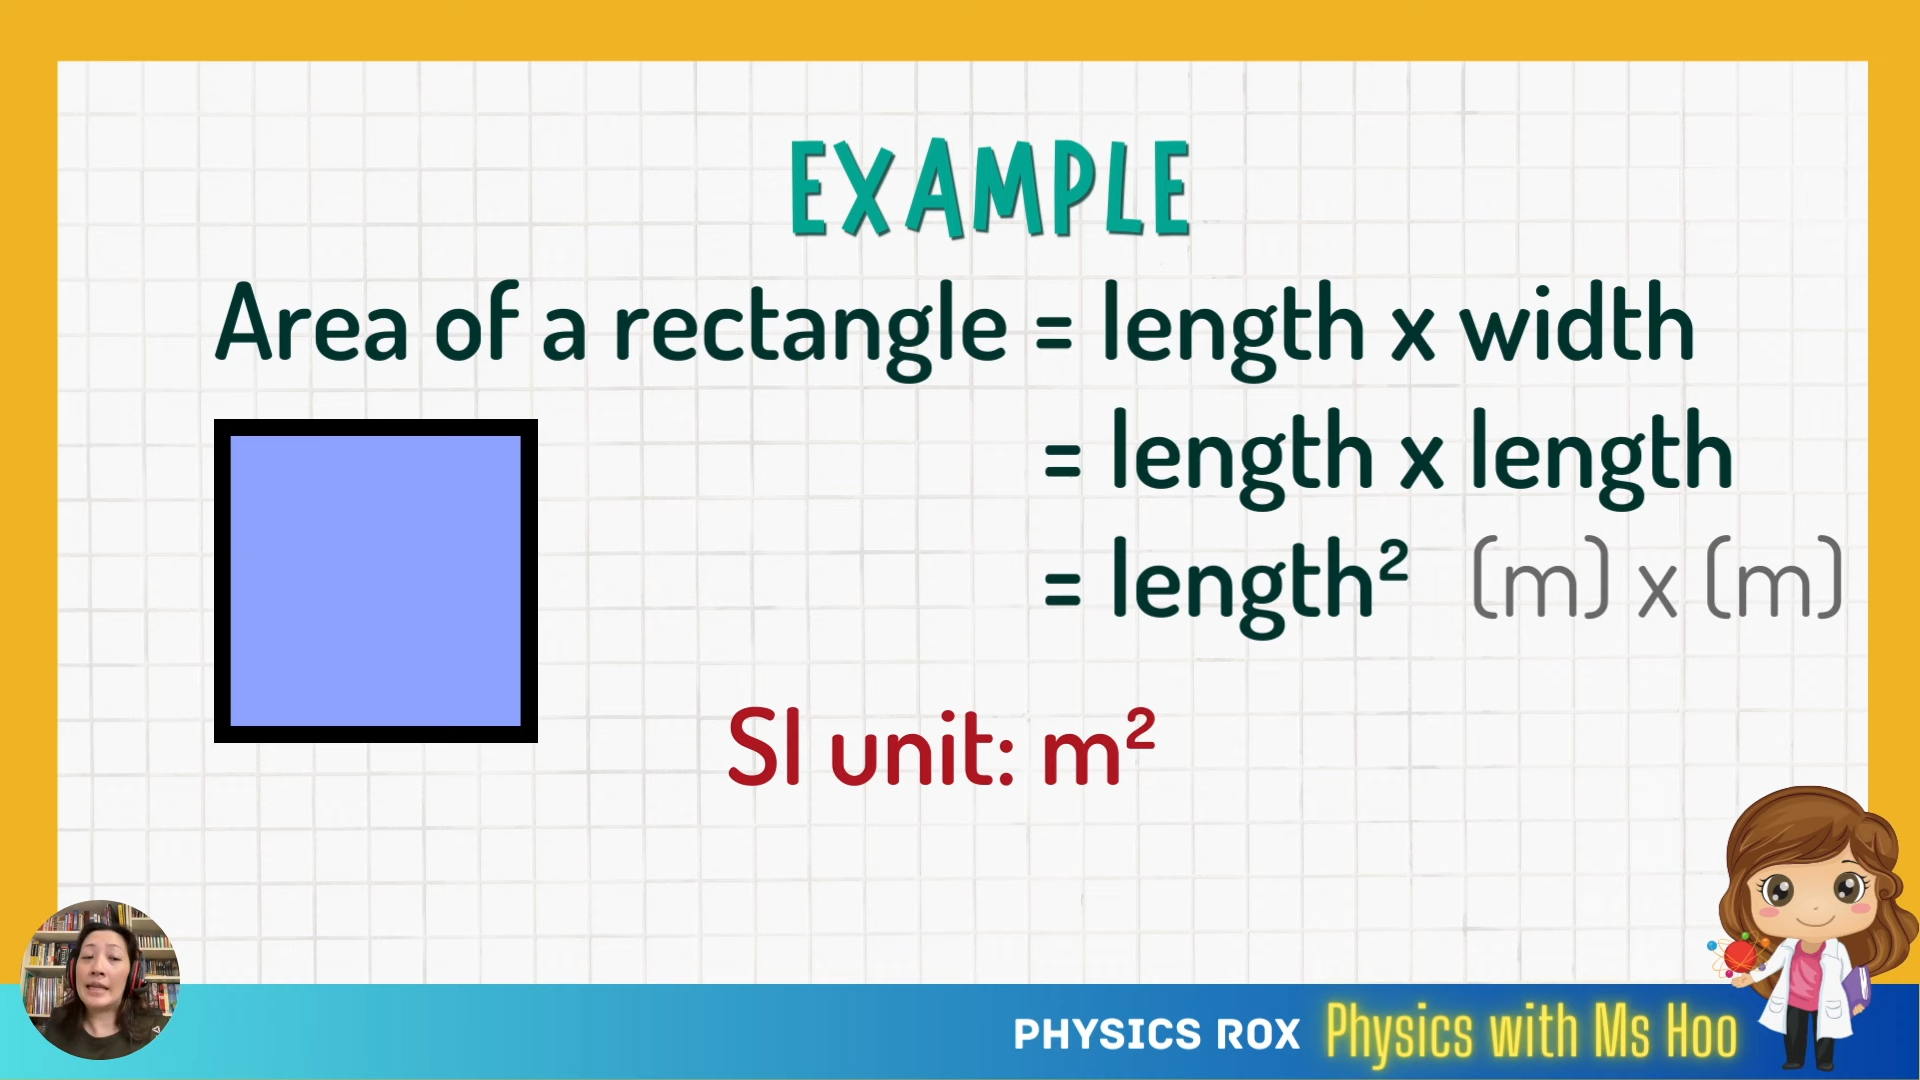 EXAMPLE
Area of a rectangle = length x width
= length x length
= length² (m) x (m)
SI unit: m²
PHYSICS ROX Physics with Ms Hoo